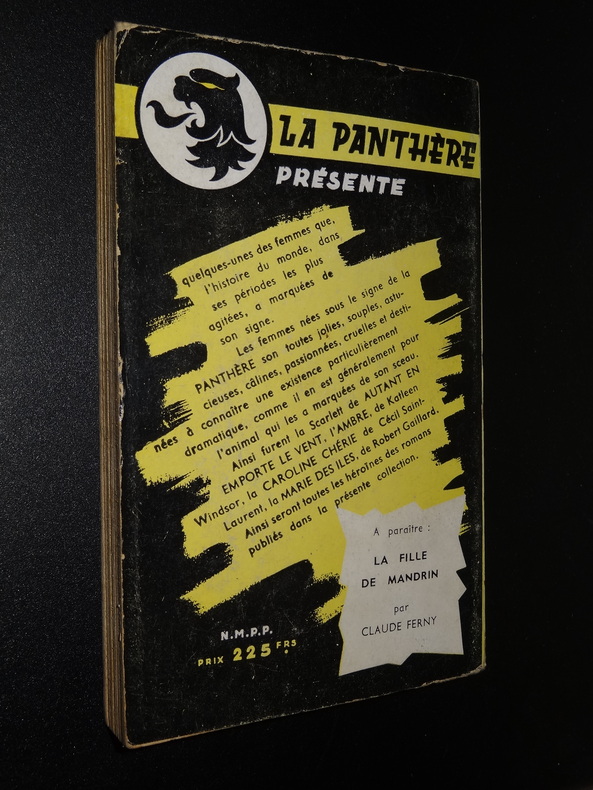 LA PANTHÈRE
PRÉSENTE
quelques-unes des femmes que,
l'histoire du monde, dans
ses périodes les plus
agitées, a marquées de
son signe.
Les femmes nées sous le signe de la
PANTHÈRE son toutes jolies, souples, astu-
cieuses, câlines, passionnées, cruelles et desti-
nées à connaître une existence particulièrement
dramatique, comme il en est généralement pour
l'animal qui les a marquées de son sceau.
Ainsi furent la Scarlett de AUTANT EN
EMPORTE LE VENT, l'AMBRE, de Katleen
Windsor, la CAROLINE CHÉRIE de Cécil Saint-
Laurent, la MARIE DES ILES, de Robert Gaillard.
Ainsi seront toutes les héroïnes des romans
publiés dans la présente collection.
A paraître :
LA FILLE
DE MANDRIN
par
CLAUDE FERNY
N.M.P.P.
PRIX 225 FRS